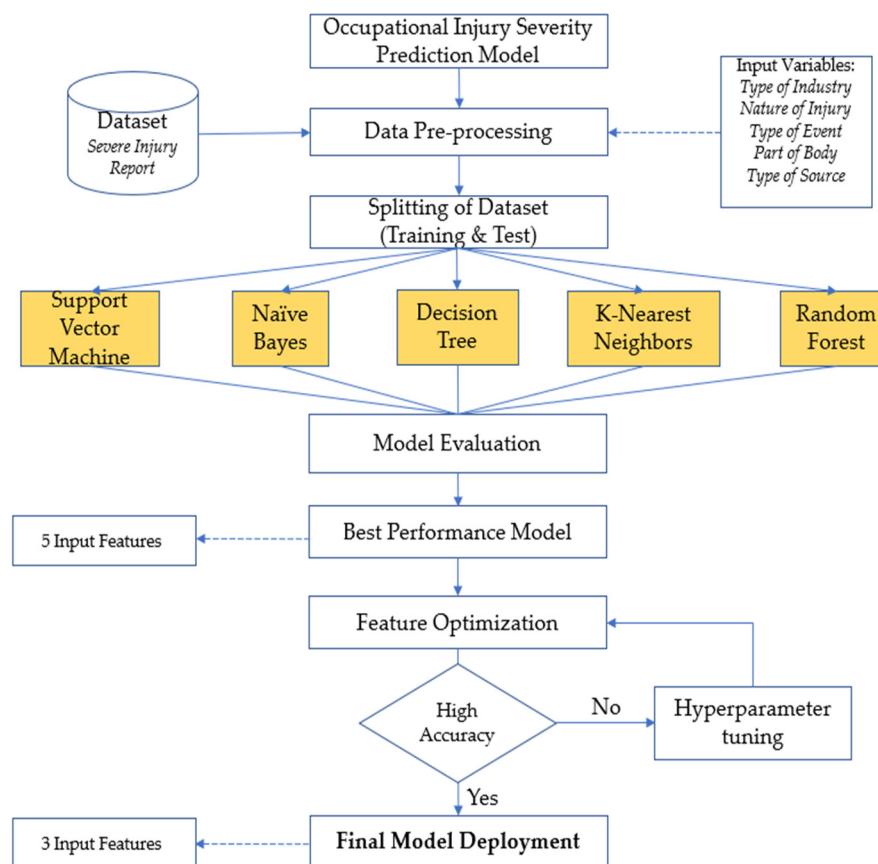 Occupational Injury Severity
Prediction Model
Dataset
Severe Injury
Report
Data Pre-processing
Input Variables:
Type of Industry
Nature of Injury
Type of Event
Part of Body
Type of Source
Splitting of Dataset
(Training & Test)
Support
Vector
Machine
Naïve
Bayes
Decision
Tree
K-Nearest
Neighbors
Random
Forest
Model Evaluation
5 Input Features
Best Performance Model
Feature Optimization
High
Accuracy
No
Hyperparameter
tuning
Yes
3 Input Features
Final Model Deployment